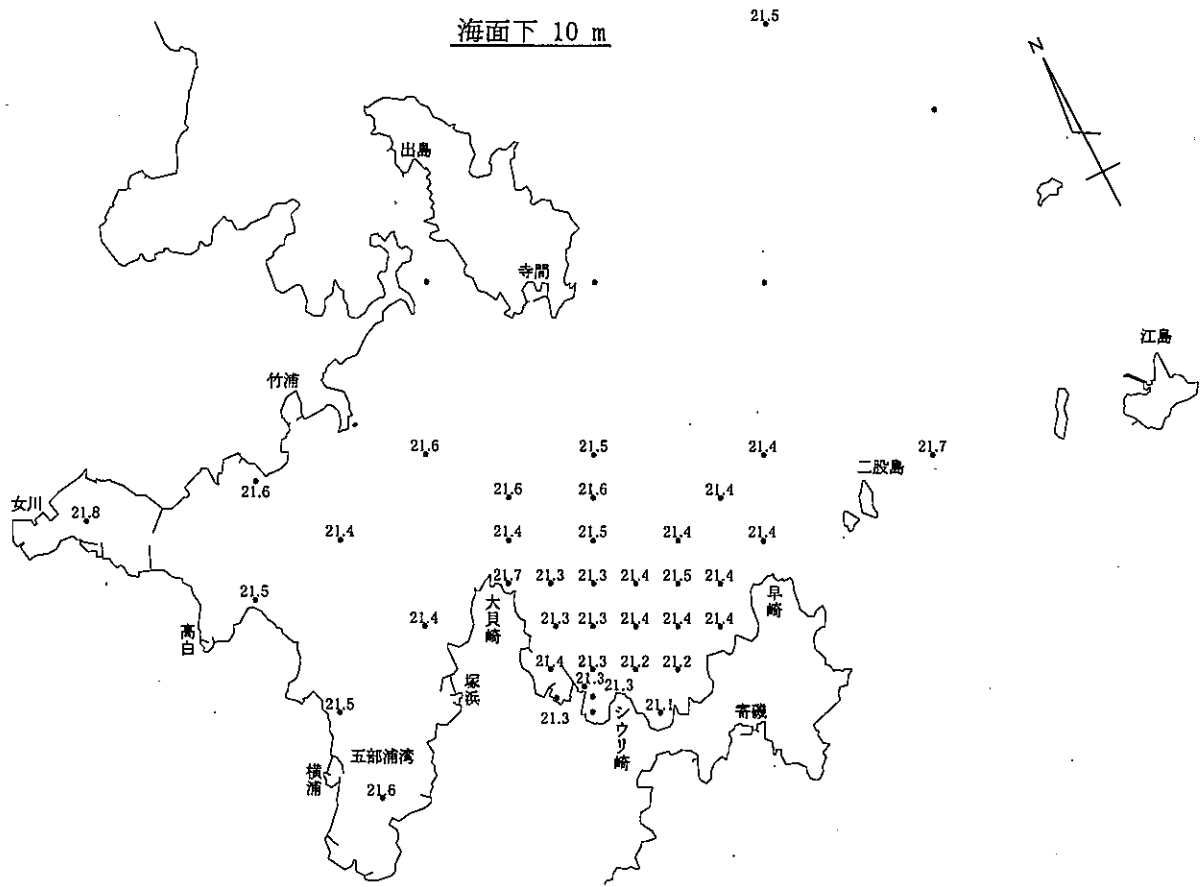 海面下 10 m
21.5
N
出島
寺間
江島
竹浦
21.6 21.5 21.4 21.7
二股島
21.6 21.6 21.6 21.4
女川
21.8
21.4 21.4 21.5 21.4 21.4
21.7 21.3 21.3 21.4 21.5 21.4
21.5
大貝崎
早崎
21.4 21.3 21.3 21.4 21.4 21.4
高白
21.4 21.3 21.2 21.2
塚浜
21.3 21.3
21.5 21.3 21.1
シウリ崎
寄磯
五部浦湾
横浦
21.6